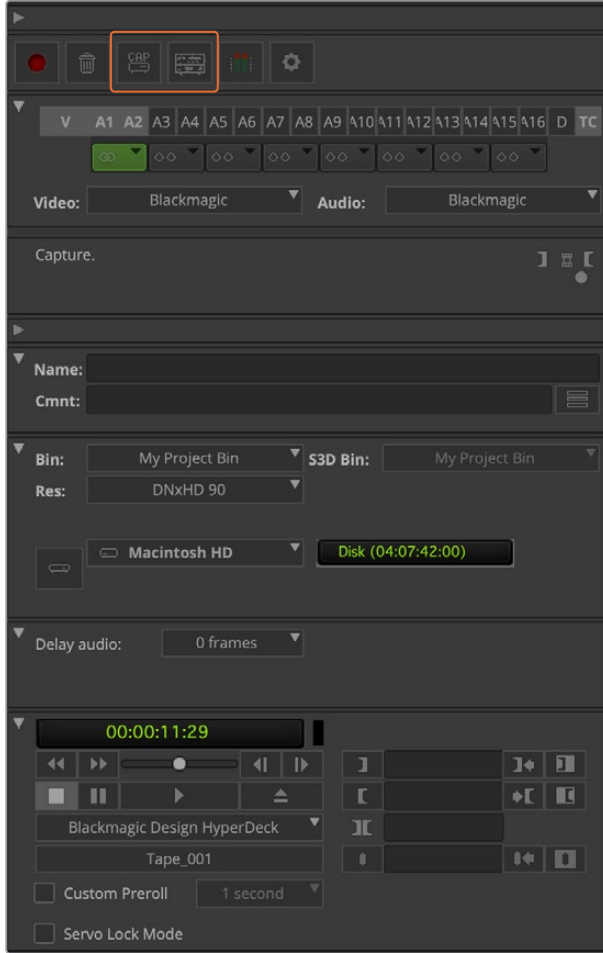 CAP
V A1 A2 A3 A4 A5 A6 A7 A8 A9 A10 A11 A12 A13 A14 A15 A16 D TC
Video: Blackmagic Audio: Blackmagic
Capture.
Name:
Cmnt:
Bin: My Project Bin S3D Bin: My Project Bin
Res: DNxHD 90
Macintosh HD Disk (04:07:42:00)
Delay audio: 0 frames
00:00:11:29
Blackmagic Design HyperDeck
Tape_001
Custom Preroll 1 second
Servo Lock Mode